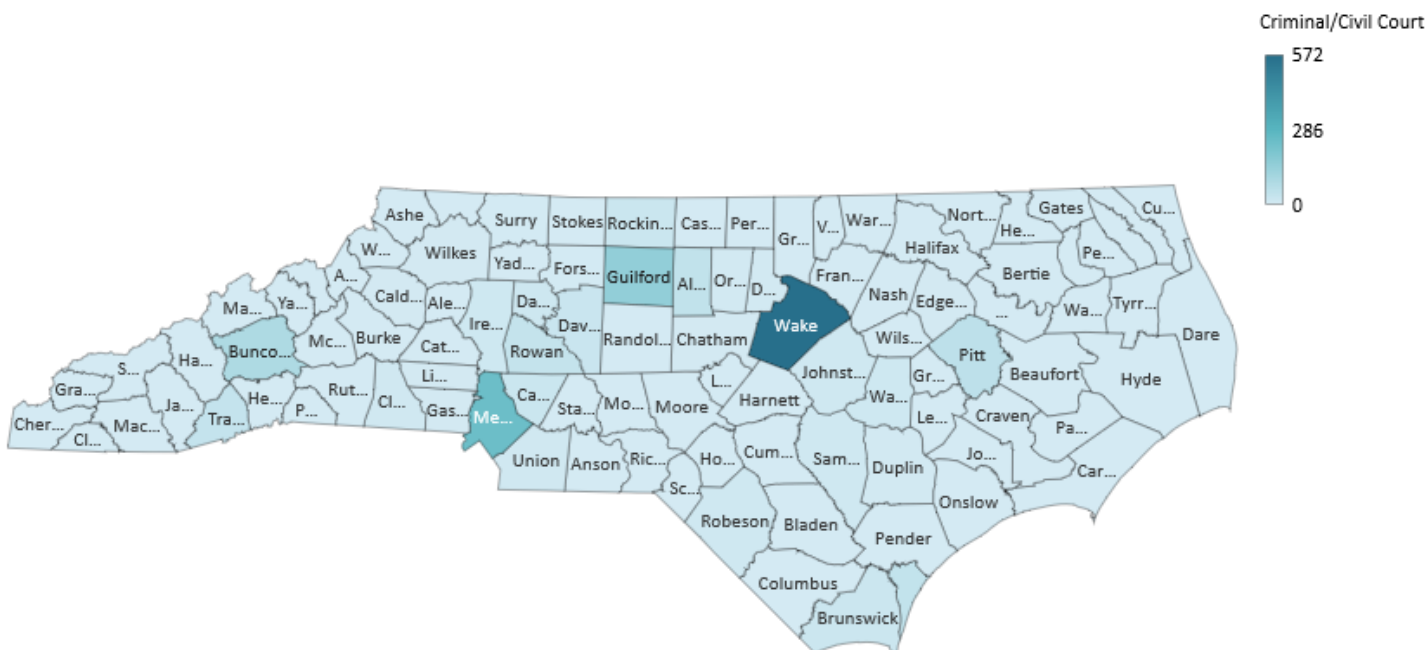 Criminal/Civil Court
572
286
0
Ashe
Surry
Stokes
Rockin...
Cas...
Per...
Gr...
V...
War...
Nort...
Gates
Cu...
He...
W...
Wilkes
Yad...
Fors...
Guilford
Al...
Or...
D...
Fran...
Halifax
Bertie
Pe...
A...
Ma...
Ya...
Cald...
Ale...
Ire...
Da...
Dav...
Randol...
Chatham
Wake
Nash
Edge...
...
Wa...
Tyrr...
Dare
Ha...
Bunco...
Mc...
Burke
Cat...
Rowan
Wils...
Pitt
S...
Gra...
Ja...
Tra...
He...
P...
Rut...
Cl...
Li...
Gas...
Me...
Ca...
Sta...
Mo...
Moore
L...
Harnett
Johnst...
Wa...
Gr...
Beaufort
Hyde
Cher...
Cl...
Mac...
Le...
Craven
Pa...
Union
Anson
Ric...
Ho...
Cum...
Sam...
Duplin
Jo...
Car...
Sc...
Robeson
Bladen
Onslow
Pender
Columbus
Brunswick